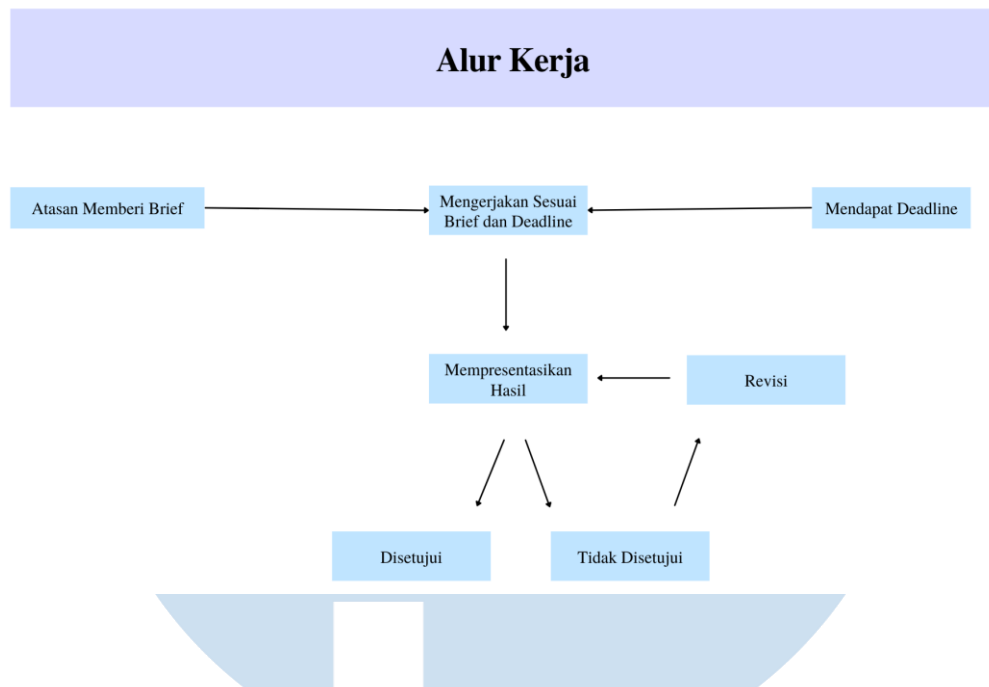 Alur Kerja
Atasan Memberi Brief
Mengerjakan Sesuai
Brief dan Deadline
Mendapat Deadline
Mempresentasikan
Hasil
Revisi
Disetujui
Tidak Disetujui